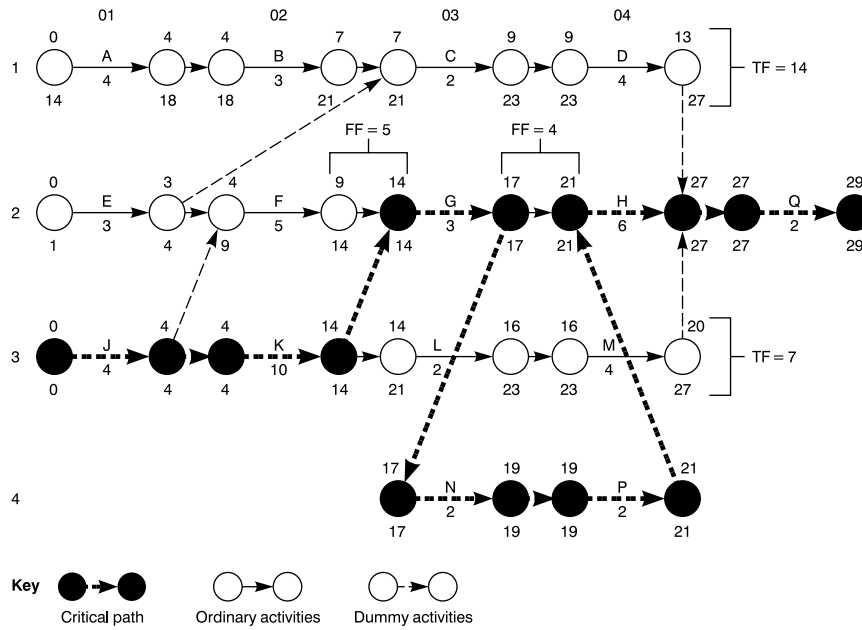 01 02 03 04
0 A 4 4 B 7 7 C 9 9 D 13
1 4 3 2 4 TF = 14
14 18 18 21 21 23 23 27
FF = 5 FF = 4
0 E 3 4 F 9 14 G 17 21 H 27 27 Q 29
2 3 5 3 6 2
1 4 9 14 14 17 21 27 27 29
0 J 4 4 K 14 14 L 16 16 M 20
3 4 10 2 4 TF = 7
0 4 4 14 21 23 23 27
17 N 19 19 P 21
4 2 2
17 19 19 21
Key
Critical path Ordinary activities Dummy activities